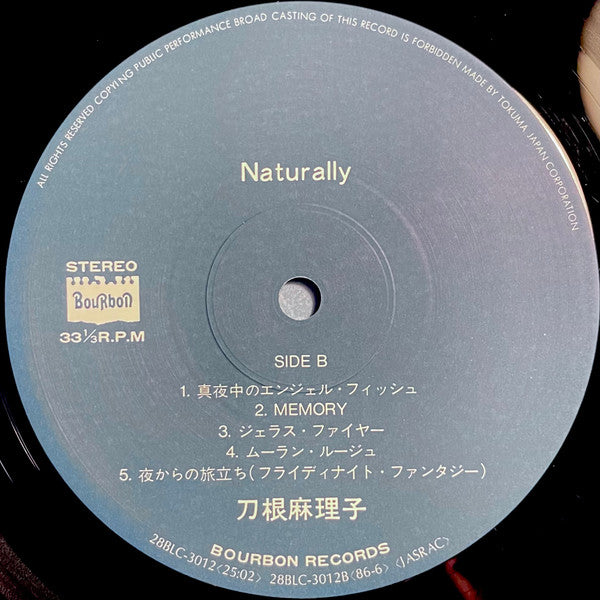 ALL RIGHTS RESERVED COPYING PUBLIC PERFORMANCE BROAD CASTING OF THIS RECORD IS FORBIDDEN MADE BY TOKUMA JAPAN CORPORATION
Naturally
STEREO
BouRboN
33⅓R.P.M
SIDE B
1. 真夜中のエンジェル・フィッシュ
2. MEMORY
3. ジェラス・ファイヤー
4. ムーラン・ルージュ
5. 夜からの旅立ち(フライディナイト・ファンタジー)
刀根麻理子
BOURBON RECORDS
28BLC-3012〈25:02〉 28BLC-3012B〈86-6〉〈JASRAC〉